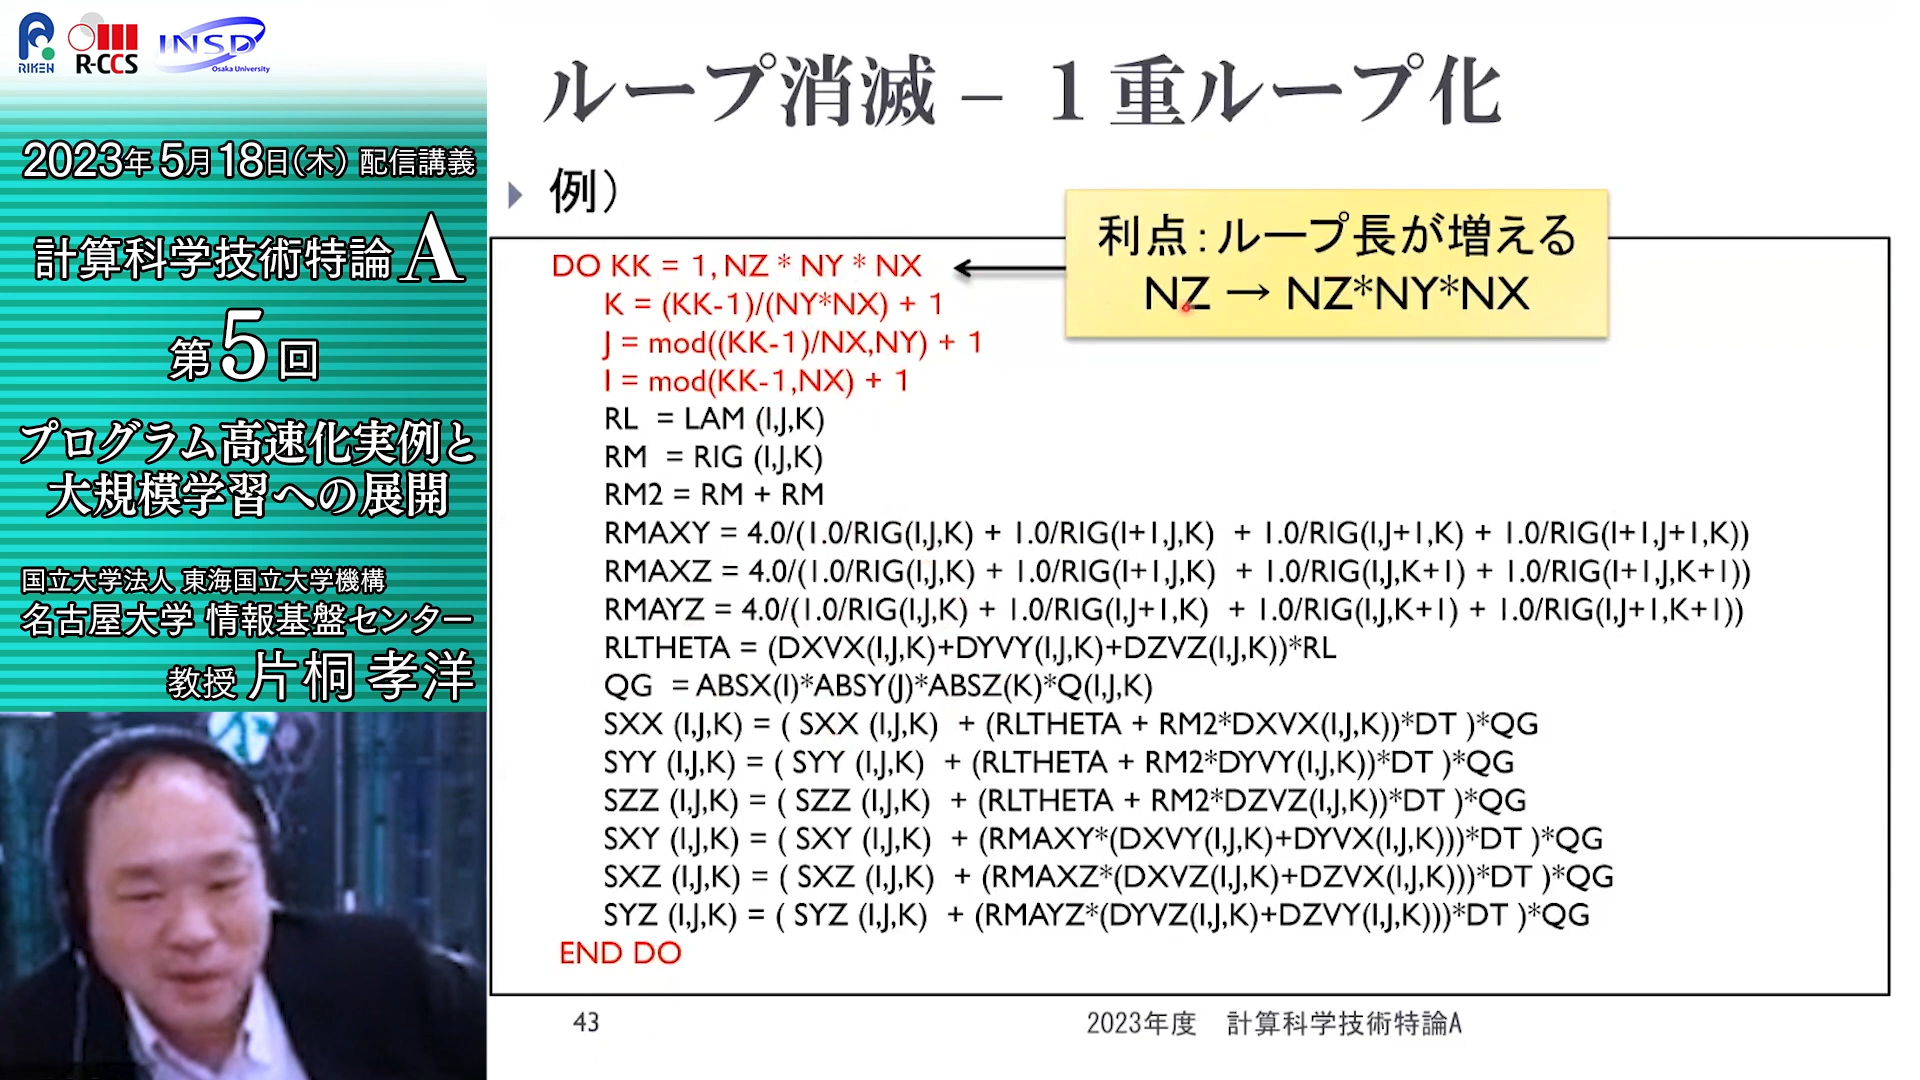 RIKEN
R-CCS
INSD
Osaka University
2023年5月18日(木) 配信講義
計算科学技術特論A
第5回
プログラム高速化実例と
大規模学習への展開
国立大学法人 東海国立大学機構
名古屋大学 情報基盤センター
教授 片桐 孝洋
ループ消滅 – 1重ループ化
例）
利点：ループ長が増える
NZ → NZ*NY*NX
DO KK = 1, NZ * NY * NX
K = (KK-1)/(NY*NX) + 1
J = mod((KK-1)/NX,NY) + 1
I = mod(KK-1,NX) + 1
RL = LAM (I,J,K)
RM = RIG (I,J,K)
RM2 = RM + RM
RMAXY = 4.0/(1.0/RIG(I,J,K) + 1.0/RIG(I+1,J,K) + 1.0/RIG(I,J+1,K) + 1.0/RIG(I+1,J+1,K))
RMAXZ = 4.0/(1.0/RIG(I,J,K) + 1.0/RIG(I+1,J,K) + 1.0/RIG(I,J,K+1) + 1.0/RIG(I+1,J,K+1))
RMAYZ = 4.0/(1.0/RIG(I,J,K) + 1.0/RIG(I,J+1,K) + 1.0/RIG(I,J,K+1) + 1.0/RIG(I,J+1,K+1))
RLTHETA = (DXVX(I,J,K)+DYVY(I,J,K)+DZVZ(I,J,K))*RL
QG = ABSX(I)*ABSY(J)*ABSZ(K)*Q(I,J,K)
SXX (I,J,K) = ( SXX (I,J,K) + (RLTHETA + RM2*DXVX(I,J,K))*DT )*QG
SYY (I,J,K) = ( SYY (I,J,K) + (RLTHETA + RM2*DYVY(I,J,K))*DT )*QG
SZZ (I,J,K) = ( SZZ (I,J,K) + (RLTHETA + RM2*DZVZ(I,J,K))*DT )*QG
SXY (I,J,K) = ( SXY (I,J,K) + (RMAXY*(DXVY(I,J,K)+DYVX(I,J,K)))*DT )*QG
SXZ (I,J,K) = ( SXZ (I,J,K) + (RMAXZ*(DXVZ(I,J,K)+DZVX(I,J,K)))*DT )*QG
SYZ (I,J,K) = ( SYZ (I,J,K) + (RMAYZ*(DYVZ(I,J,K)+DZVY(I,J,K)))*DT )*QG
END DO
43
2023年度 計算科学技術特論A